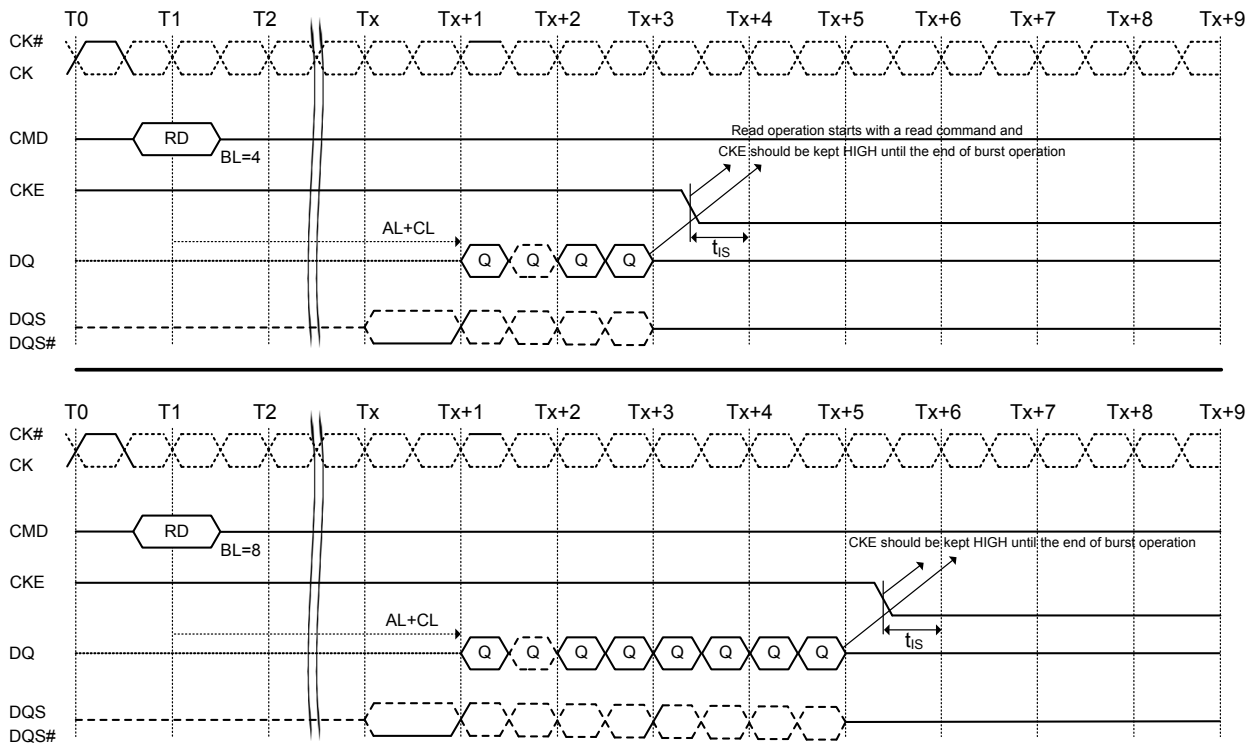 T0 T1 T2 Tx Tx+1 Tx+2 Tx+3 Tx+4 Tx+5 Tx+6 Tx+7 Tx+8 Tx+9
CK#
CK
CMD RD
BL=4
Read operation starts with a read command and
CKE should be kept HIGH until the end of burst operation
CKE
AL+CL
tIS
DQ Q Q Q Q
DQS
DQS#
T0 T1 T2 Tx Tx+1 Tx+2 Tx+3 Tx+4 Tx+5 Tx+6 Tx+7 Tx+8 Tx+9
CK#
CK
CMD RD
BL=8
CKE should be kept HIGH until the end of burst operation
CKE
AL+CL
tIS
DQ Q Q Q Q Q Q Q Q
DQS
DQS#